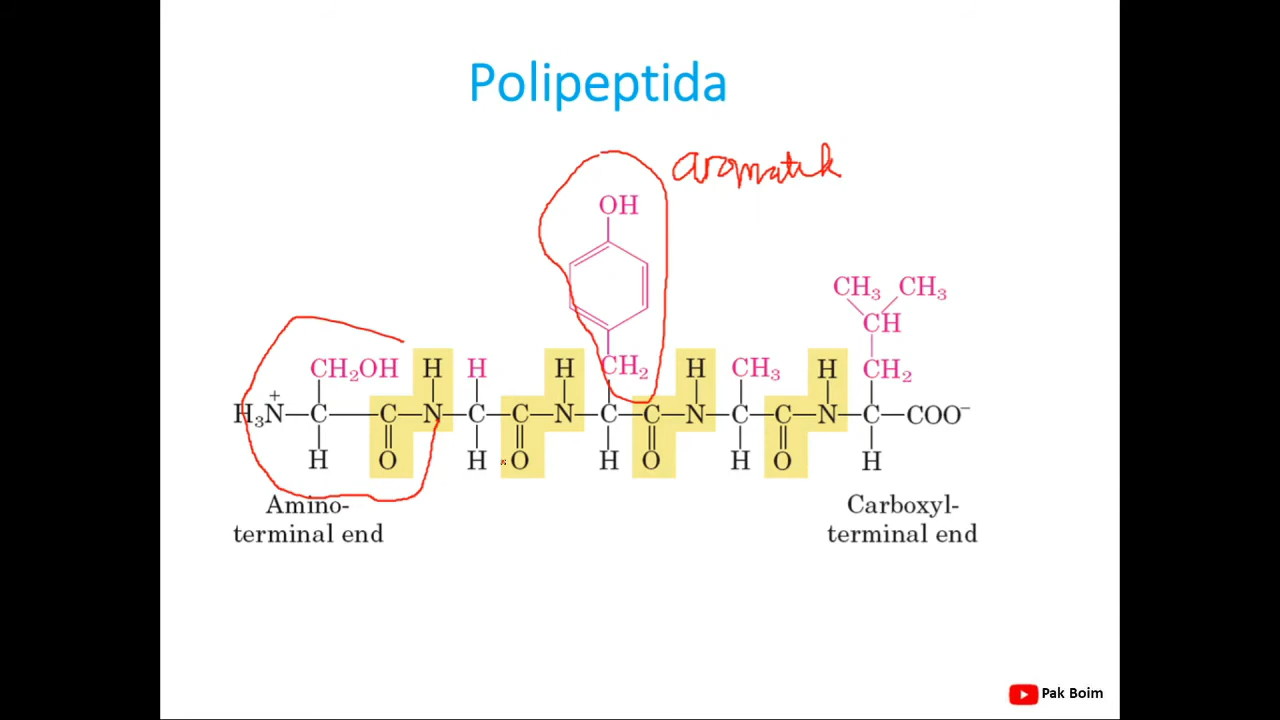 Polipeptida
aromatik
OH
CH₃ CH₃
CH
CH₂OH H H H CH₂ H CH₃ H CH₂
H₃N⁺—C—C—N—C—C—N—C—C—N—C—C—N—C—COO⁻
H O H × O H O H O H
Amino- Carboxyl-
terminal end terminal end
Pak Boim